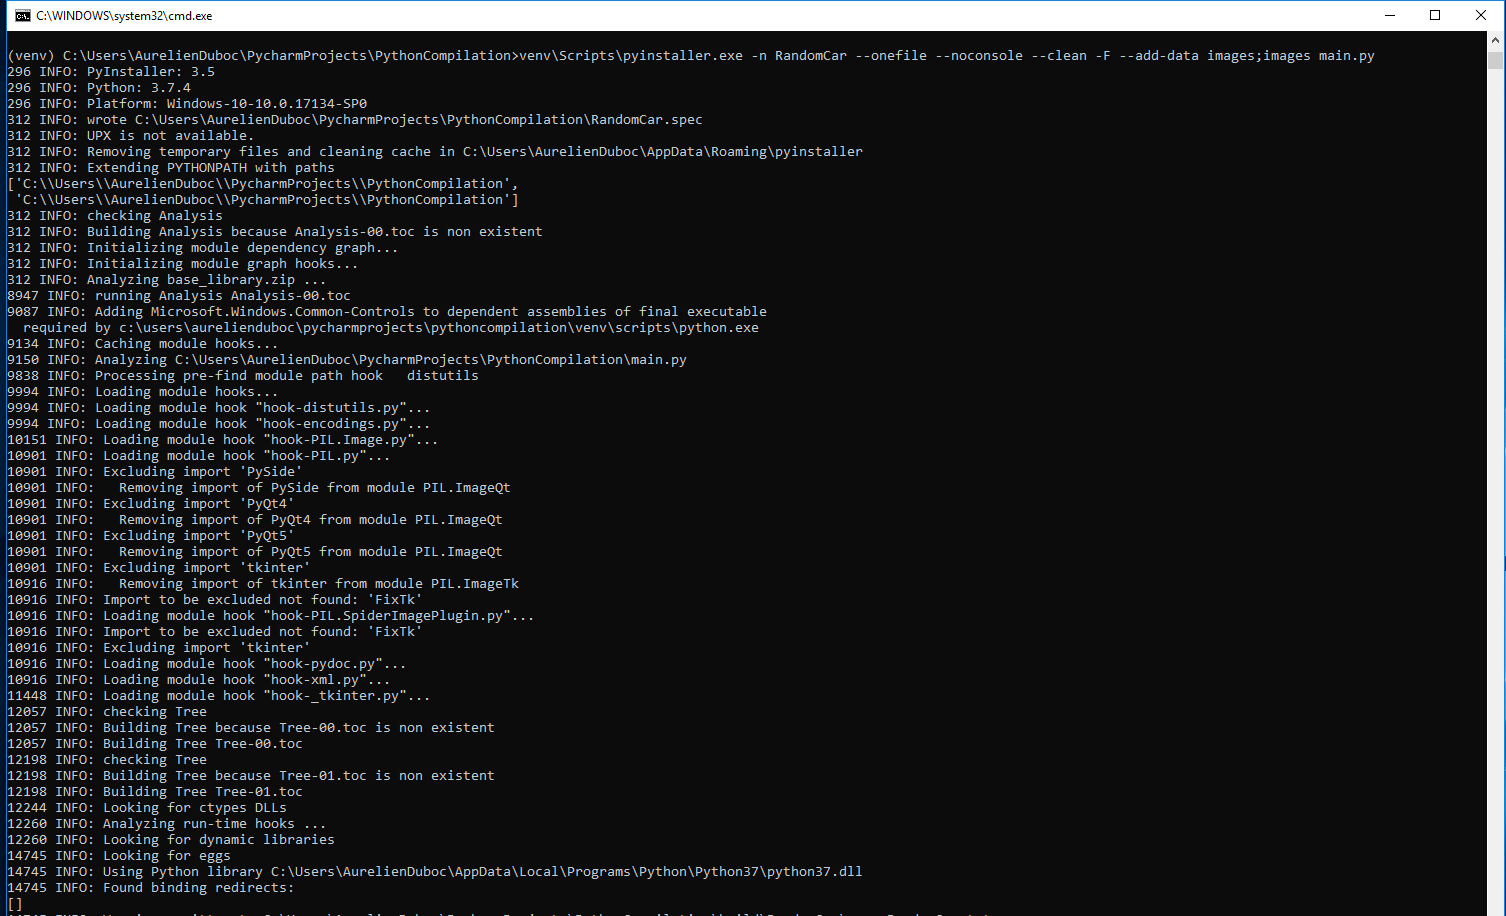 C:\WINDOWS\system32\cmd.exe
(venv) C:\Users\AurelienDuboc\PycharmProjects\PythonCompilation>venv\Scripts\pyinstaller.exe -n RandomCar --onefile --noconsole --clean -F --add-data images;images main.py
296 INFO: PyInstaller: 3.5
296 INFO: Python: 3.7.4
296 INFO: Platform: Windows-10-10.0.17134-SP0
312 INFO: wrote C:\Users\AurelienDuboc\PycharmProjects\PythonCompilation\RandomCar.spec
312 INFO: UPX is not available.
312 INFO: Removing temporary files and cleaning cache in C:\Users\AurelienDuboc\AppData\Roaming\pyinstaller
312 INFO: Extending PYTHONPATH with paths
['C:\\Users\\AurelienDuboc\\PycharmProjects\\PythonCompilation',
 'C:\\Users\\AurelienDuboc\\PycharmProjects\\PythonCompilation']
312 INFO: checking Analysis
312 INFO: Building Analysis because Analysis-00.toc is non existent
312 INFO: Initializing module dependency graph...
312 INFO: Initializing module graph hooks...
312 INFO: Analyzing base_library.zip ...
8947 INFO: running Analysis Analysis-00.toc
9087 INFO: Adding Microsoft.Windows.Common-Controls to dependent assemblies of final executable
  required by c:\users\aurelienduboc\pycharmprojects\pythoncompilation\venv\scripts\python.exe
9134 INFO: Caching module hooks...
9150 INFO: Analyzing C:\Users\AurelienDuboc\PycharmProjects\PythonCompilation\main.py
9838 INFO: Processing pre-find module path hook   distutils
9994 INFO: Loading module hooks...
9994 INFO: Loading module hook "hook-distutils.py"...
9994 INFO: Loading module hook "hook-encodings.py"...
10151 INFO: Loading module hook "hook-PIL.Image.py"...
10901 INFO: Loading module hook "hook-PIL.py"...
10901 INFO: Excluding import 'PySide'
10901 INFO:   Removing import of PySide from module PIL.ImageQt
10901 INFO: Excluding import 'PyQt4'
10901 INFO:   Removing import of PyQt4 from module PIL.ImageQt
10901 INFO: Excluding import 'PyQt5'
10901 INFO:   Removing import of PyQt5 from module PIL.ImageQt
10901 INFO: Excluding import 'tkinter'
10916 INFO:   Removing import of tkinter from module PIL.ImageTk
10916 INFO: Import to be excluded not found: 'FixTk'
10916 INFO: Loading module hook "hook-PIL.SpiderImagePlugin.py"...
10916 INFO: Import to be excluded not found: 'FixTk'
10916 INFO: Excluding import 'tkinter'
10916 INFO: Loading module hook "hook-pydoc.py"...
10916 INFO: Loading module hook "hook-xml.py"...
11448 INFO: Loading module hook "hook-_tkinter.py"...
12057 INFO: checking Tree
12057 INFO: Building Tree because Tree-00.toc is non existent
12057 INFO: Building Tree Tree-00.toc
12198 INFO: checking Tree
12198 INFO: Building Tree because Tree-01.toc is non existent
12198 INFO: Building Tree Tree-01.toc
12244 INFO: Looking for ctypes DLLs
12260 INFO: Analyzing run-time hooks ...
12260 INFO: Looking for dynamic libraries
14745 INFO: Looking for eggs
14745 INFO: Using Python library C:\Users\AurelienDuboc\AppData\Local\Programs\Python\Python37\python37.dll
14745 INFO: Found binding redirects:
[]